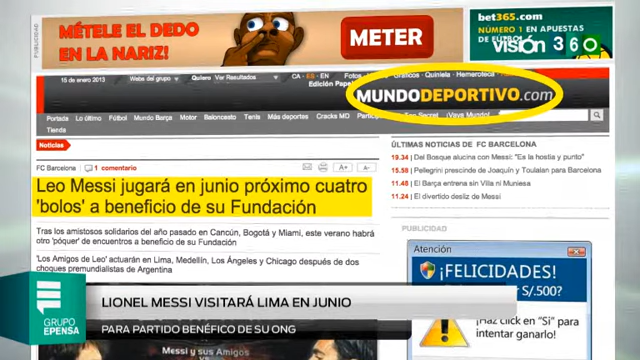 PUBLICIDAD
¡MÉTELE EL DEDO
EN LA NARIZ!
METER
bet365.com
NÚMERO 1 EN APUESTAS
visión 360
15 de enero 2013
Webs del grupo
Quiero
Ver Resultados
CA - ES - EN
Edición Papel
Gráficos · Quiniela · Hemeroteca
MUNDODEPORTIVO.com
Portada Lo último Fútbol Mundo Barça Motor Baloncesto Tenis Más deportes Cracks MD
¡Vaya Mundo!
Tienda
Noticias
FC Barcelona
1 comentario
A+
A-
Leo Messi jugará en junio próximo cuatro
'bolos' a beneficio de su Fundación
Tras los amistosos solidarios del año pasado en Cancún, Bogotá y Miami, este verano habrá
otro 'póquer' de encuentros a beneficio de su Fundación
'Los Amigos de Leo' actuarán en Lima, Medellín, Los Ángeles y Chicago después de dos
choques premundialistas de Argentina
Messi y sus Amigos
ÚLTIMAS NOTICIAS DE FC BARCELONA
19.34 | Del Bosque alucina con Messi: "Es la hostia y punto"
15.58 | Pellegrini prescinde de Joaquín y Toulalan para Barcelona
11.48 | El Barça entrena sin Villa ni Muniesa
11.24 | El divertido desliz de Messi
PUBLICIDAD
Atención
¡FELICIDADES!
S/.500?
¡Haz click en "Si" para
intentar ganarlo!
GRUPO
EPENSA
LIONEL MESSI VISITARÁ LIMA EN JUNIO
PARA PARTIDO BENÉFICO DE SU ONG